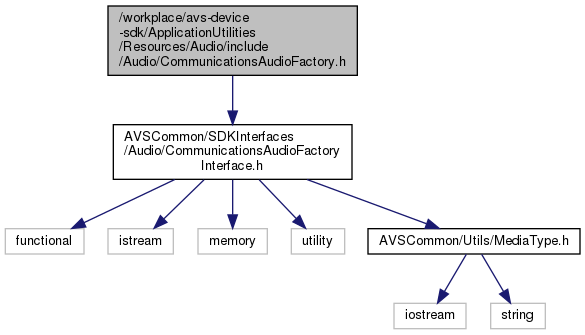 /workplace/avs-device
-sdk/ApplicationUtilities
/Resources/Audio/include
/Audio/CommunicationsAudioFactory.h
AVSCommon/SDKInterfaces
/Audio/CommunicationsAudioFactory
Interface.h
functional
istream
memory
utility
AVSCommon/Utils/MediaType.h
iostream
string